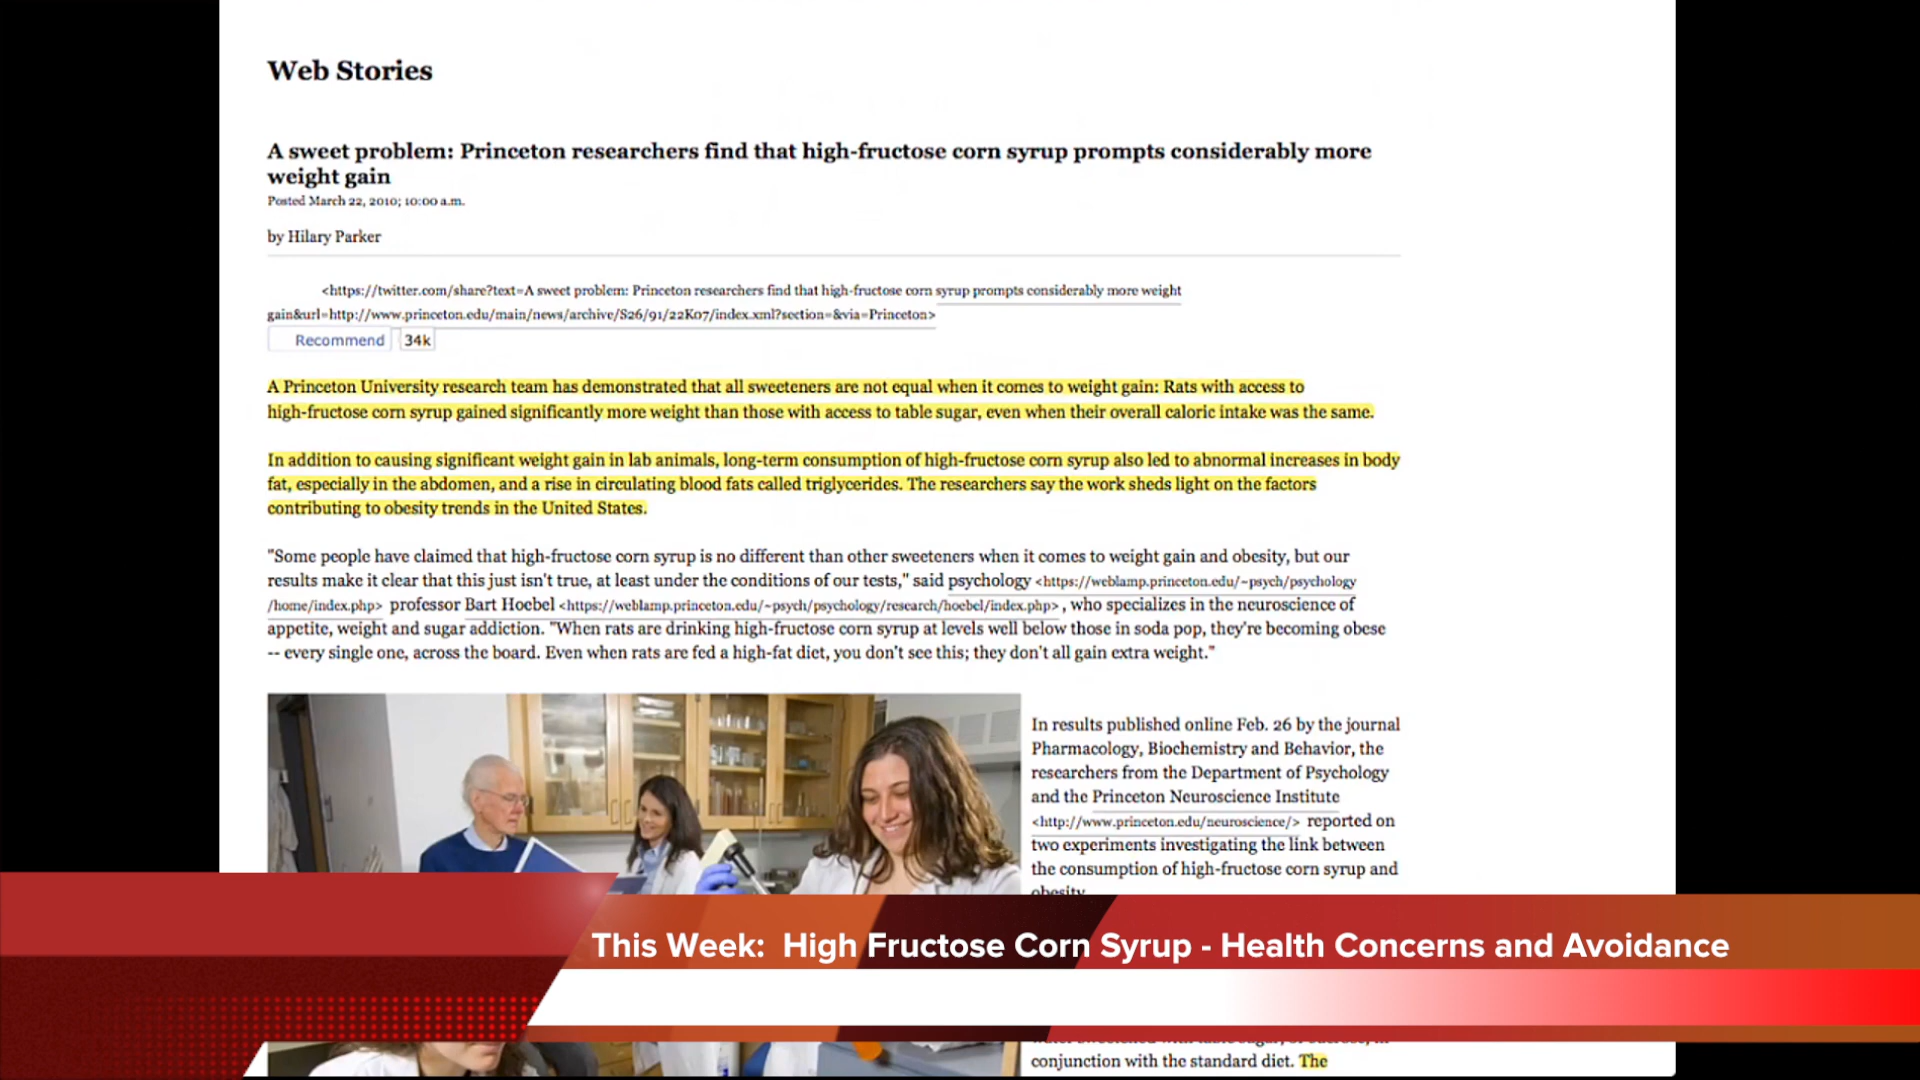 Web Stories
A sweet problem: Princeton researchers find that high-fructose corn syrup prompts considerably more
weight gain
Posted March 22, 2010; 10:00 a.m.
by Hilary Parker
<https://twitter.com/share?text=A sweet problem: Princeton researchers find that high-fructose corn syrup prompts considerably more weight
gain&url=http://www.princeton.edu/main/news/archive/S26/91/22K07/index.xml?section=&via=Princeton>
Recommend 34k
A Princeton University research team has demonstrated that all sweeteners are not equal when it comes to weight gain: Rats with access to
high-fructose corn syrup gained significantly more weight than those with access to table sugar, even when their overall caloric intake was the same.
In addition to causing significant weight gain in lab animals, long-term consumption of high-fructose corn syrup also led to abnormal increases in body
fat, especially in the abdomen, and a rise in circulating blood fats called triglycerides. The researchers say the work sheds light on the factors
contributing to obesity trends in the United States.
"Some people have claimed that high-fructose corn syrup is no different than other sweeteners when it comes to weight gain and obesity, but our
results make it clear that this just isn't true, at least under the conditions of our tests," said psychology <https://weblamp.princeton.edu/~psych/psychology
/home/index.php> professor Bart Hoebel <https://weblamp.princeton.edu/~psych/psychology/research/hoebel/index.php>, who specializes in the neuroscience of
appetite, weight and sugar addiction. "When rats are drinking high-fructose corn syrup at levels well below those in soda pop, they're becoming obese
-- every single one, across the board. Even when rats are fed a high-fat diet, you don't see this; they don't all gain extra weight."
In results published online Feb. 26 by the journal
Pharmacology, Biochemistry and Behavior, the
researchers from the Department of Psychology
and the Princeton Neuroscience Institute
<http://www.princeton.edu/neuroscience/> reported on
two experiments investigating the link between
the consumption of high-fructose corn syrup and
obesity.
This Week: High Fructose Corn Syrup - Health Concerns and Avoidance
conjunction with the standard diet. The